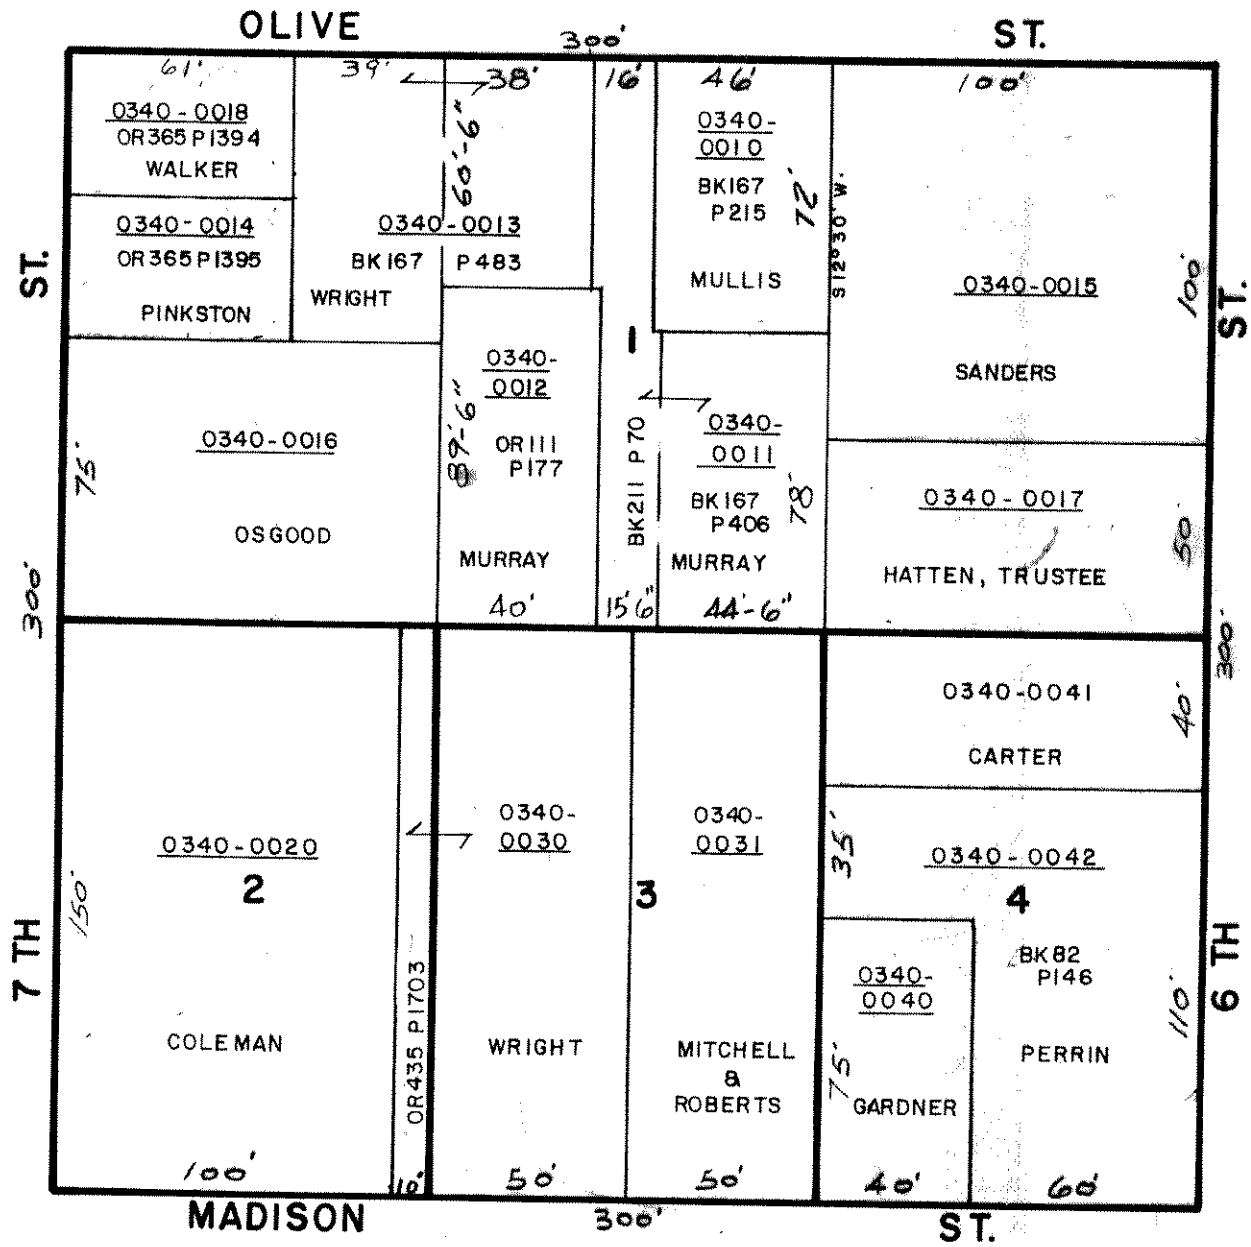 OLIVE ST.
300'
61'
39'
38'
16'
46'
100'
0340-0018
OR365 P1394
WALKER
0340-0014
OR365 P1395
PINKSTON
60'-6"
0340-0013
BK167 P483
WRIGHT
0340-
0010
BK167
P215
MULLIS
72'
S12°30' W.
0340-0015
SANDERS
100'
ST.
ST.
1
0340-
0012
OR111
P177
MURRAY
89'-6"
40'
BK211 P70
15'6"
0340-
0011
BK167
P406
MURRAY
78'
44'-6"
0340-0016
OSGOOD
75'
0340-0017
HATTEN, TRUSTEE
50
300'
300'
0340-0041
CARTER
40'
0340-0020
2
COLEMAN
150'
100'
OR435 P1703
10'
0340-
0030
WRIGHT
50'
3
0340-
0031
MITCHELL
&
ROBERTS
50'
35'
0340-0042
4
BK82
P146
PERRIN
110'
60'
0340-
0040
GARDNER
75'
40'
7 TH
6 TH
MADISON ST.
300'